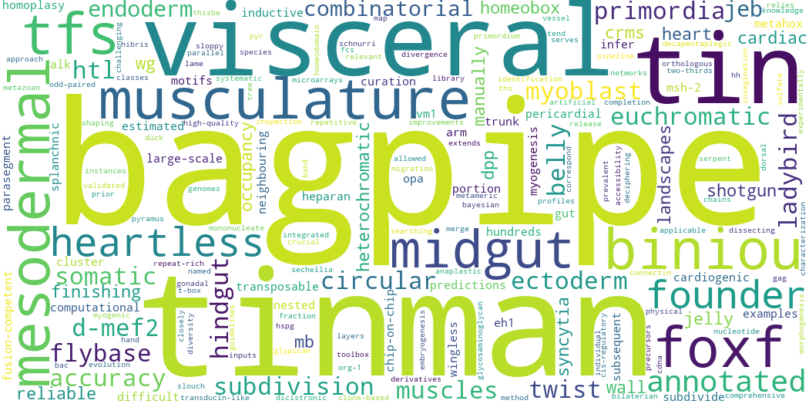 homoplasy
endoderm
inductive
combinatorial
homeobox
primordia
jeb
tfs
visceral
tin
thisbe
map
vessel
challenging
hibris
sloppy
pyr
primordium
tend
serves
schnurri
metahox
decapentaplegic
crms
heart
cardiac
infer
knowledge
relies
approach
alk
htl
wg
parallel
species
fcs
relevant
divergence
homeodomain
networks
orthologous
two-thirds
hh
pipeline
metazoan
odd-paired
classes
lame
motifs
systematic
microarrays
library
identification
ths
artificial
completion
msh-2
sulfate
musculature
curation
manually
myoblast
euchromatic
mesodermal
splanchnic
parasegment
bagpipe
shaping
high-quality
inspection
repetitive
improvements
vm1
pericardial
release
estimated
duck
occupancy
neighbouring
hand
heterochromatic
arm
extends
trunk
dpp
belly
myogenesis
correspond
prevalent
accessibility
deciphering
landscapes
serpent
dorsal
ladybird
large-scale
instances
validated
prior
genomes
allowed
migration
opa
portion
metameric
bayesian
profiles
gut
shotgun
chains
pyramus
heparan
mononucleate
integrated
crucial
searching
merge
hundreds
applicable
dissecting
characterization
heartless
midgut
biniou
cluster
repeat-rich
named
hindgut
transposable
sechellia
anaplastic
connectin
cardiogenic
gag
somatic
finishing
computational
gonadal
t-box
circular
predictions
ectoderm
founder
fusion-competent
myogenic
d-mef2
closely
diversity
tinman
nested
fraction
chip-on-chip
embryogenesis
wingless
glycosaminoglycan
eh1
syncytia
individual
cis-regulatory
subsequent
precursors
cdna
physical
jelly
examples
nucleotide
morphogenesis
foxf
flybase
hand
inputs
hspg
glypican
mb
layers
toolbox
org-1
accuracy
bac
evolution
subdivision
derivatives
muscles
twist
wall
annotated
reliable
difficult
slouch
transducin-like
dicistronic
clone-based
method
bilaterian
subdivide
comprehensive